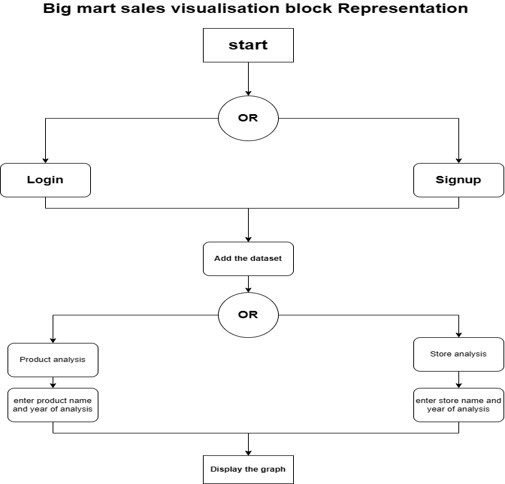 Big mart sales visualisation block Representation
start
OR
Login
Signup
Add the dataset
OR
Product analysis
Store analysis
enter product name
and year of analysis
enter store name and
year of analysis
Display the graph